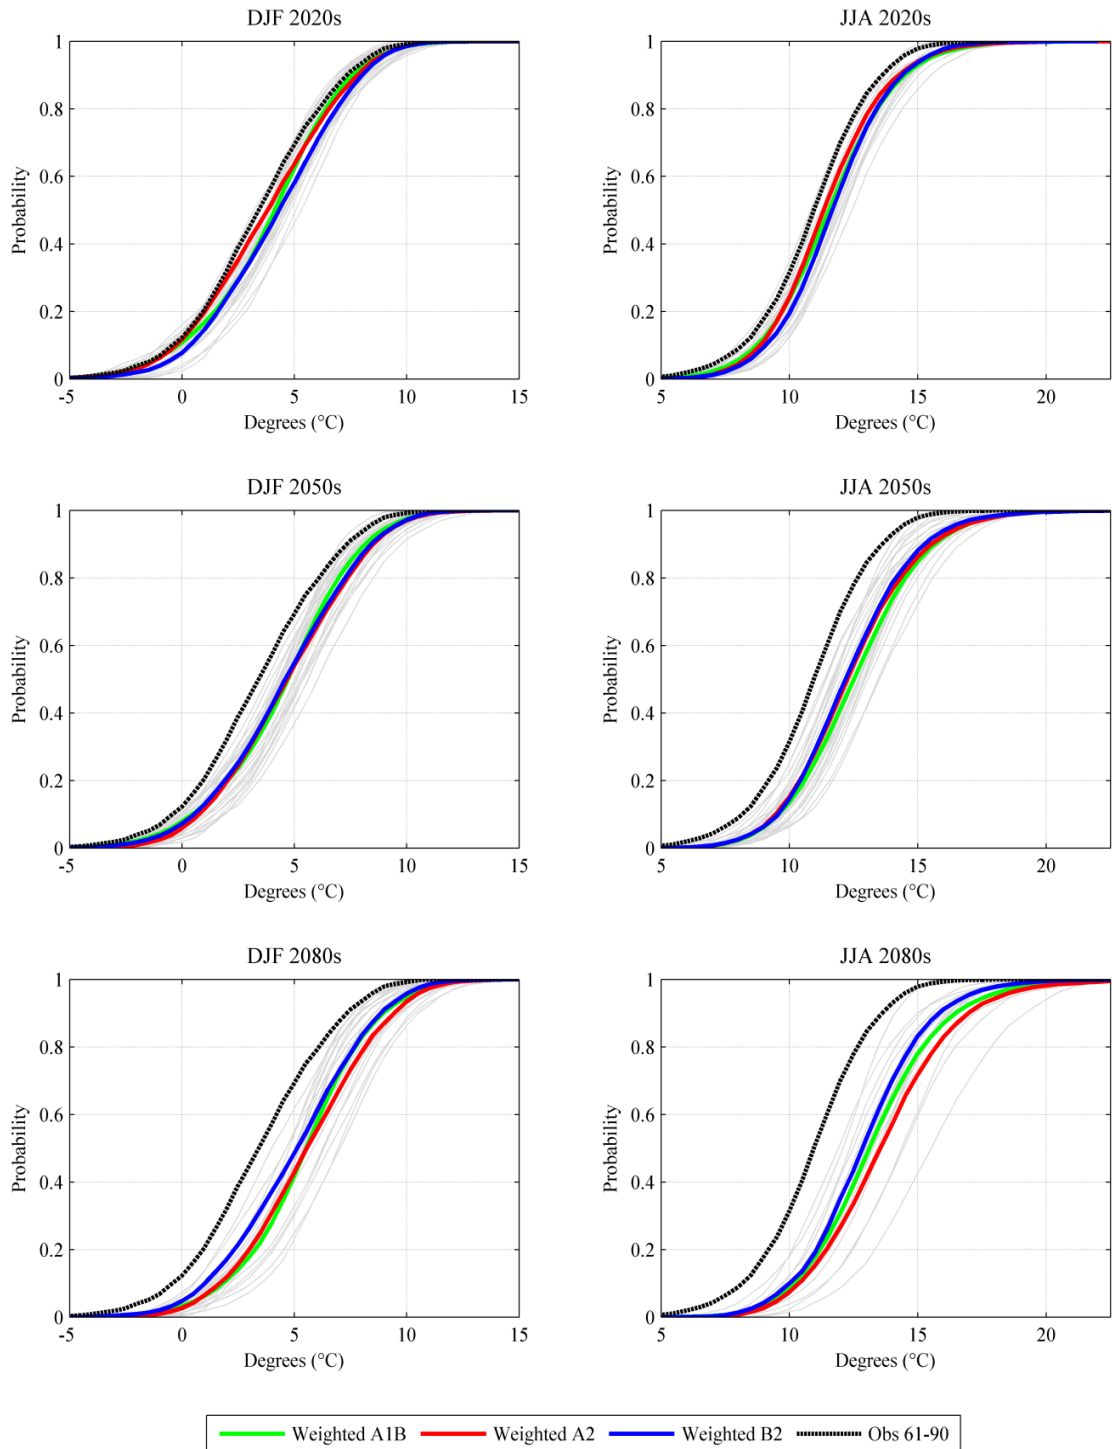 DJF 2020s
JJA 2020s
Probability
1
0.8
0.6
0.4
0.2
0
-5 0 5 10 15
Degrees (°C)
Probability
1
0.8
0.6
0.4
0.2
0
5 10 15 20
Degrees (°C)
DJF 2050s
JJA 2050s
Probability
1
0.8
0.6
0.4
0.2
0
-5 0 5 10 15
Degrees (°C)
Probability
1
0.8
0.6
0.4
0.2
0
5 10 15 20
Degrees (°C)
DJF 2080s
JJA 2080s
Probability
1
0.8
0.6
0.4
0.2
0
-5 0 5 10 15
Degrees (°C)
Probability
1
0.8
0.6
0.4
0.2
0
5 10 15 20
Degrees (°C)
Weighted A1B Weighted A2 Weighted B2 Obs 61-90